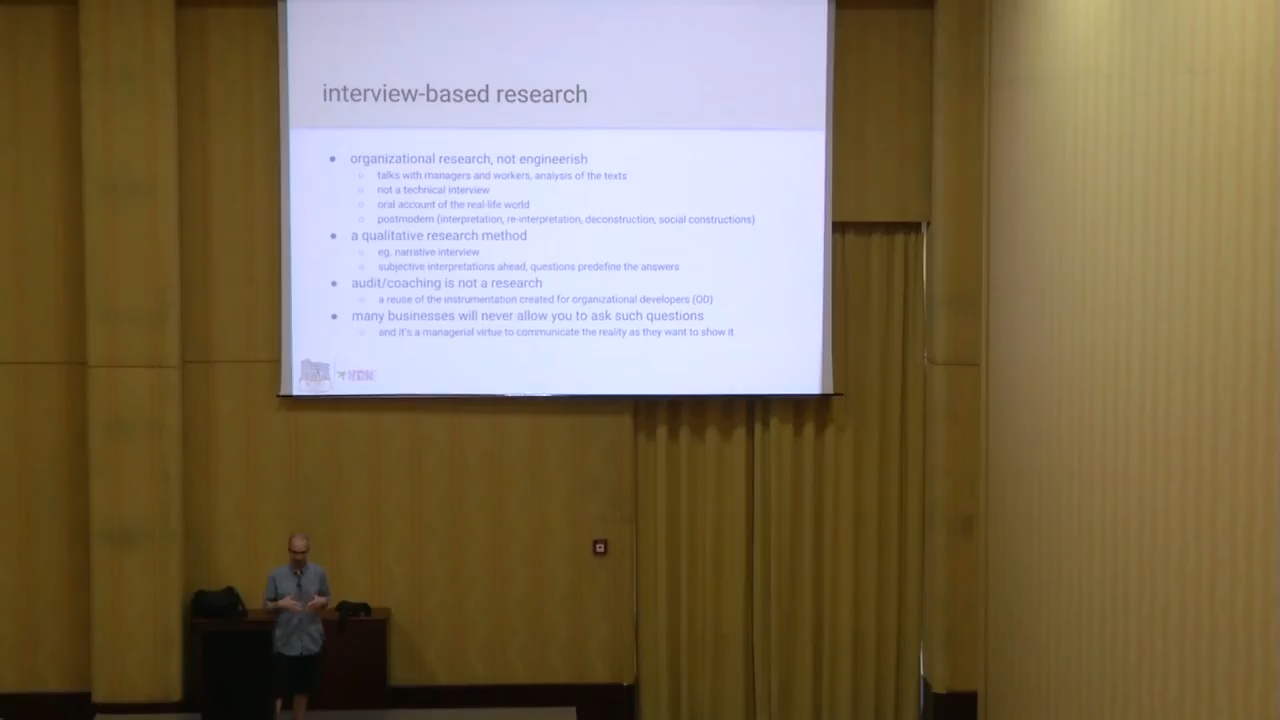 interview-based research
organizational research, not engineerish
talks with managers and workers, analysis of the texts
not a technical interview
oral account of the real-life world
postmodern (interpretation, re-interpretation, deconstruction, social constructions)
a qualitative research method
eg. narrative interview
subjective interpretations ahead, questions predefine the answers
audit/coaching is not a research
a reuse of the instrumentation created for organizational developers (OD)
many businesses will never allow you to ask such questions
and it's a managerial virtue to communicate the reality as they want to show it